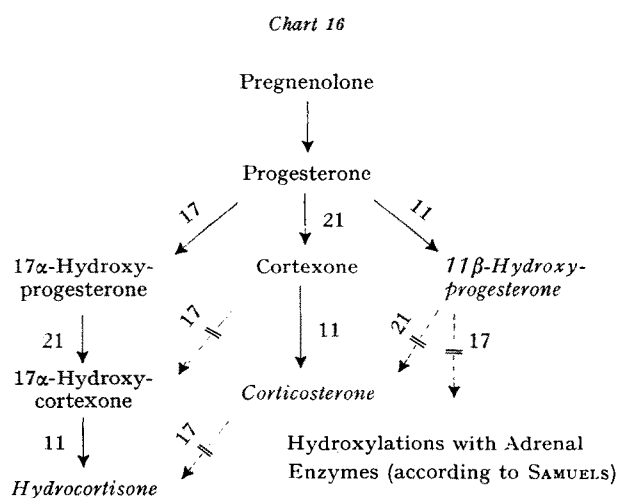 Chart 16
Pregnenolone
Progesterone
17
21
11
17α-Hydroxy-
progesterone
Cortexone
11β-Hydroxy-
progesterone
21
17
11
21
17
17α-Hydroxy-
cortexone
Corticosterone
11
17
Hydrocortisone
Hydroxylations with Adrenal
Enzymes (according to SAMUELS)